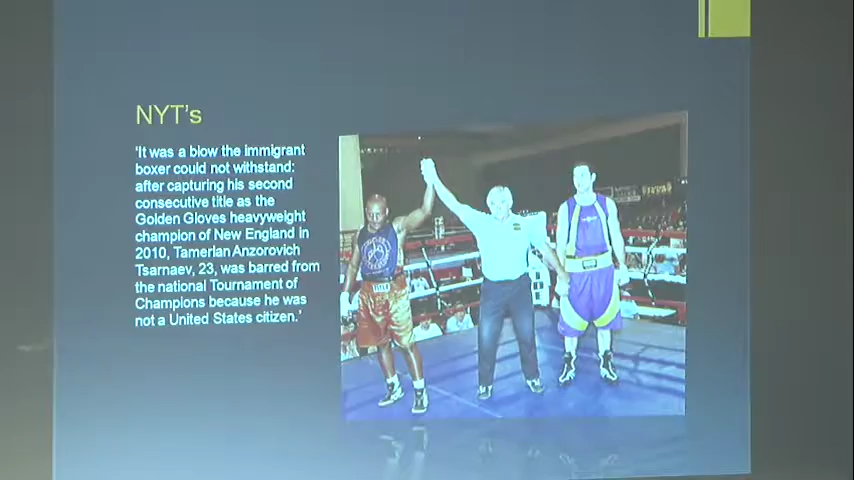 NYT's
'It was a blow the immigrant
boxer could not withstand:
after capturing his second
consecutive title as the
Golden Gloves heavyweight
champion of New England in
2010, Tamerlan Anzorovich
Tsarnaev, 23, was barred from
the national Tournament of
Champions because he was
not a United States citizen.'